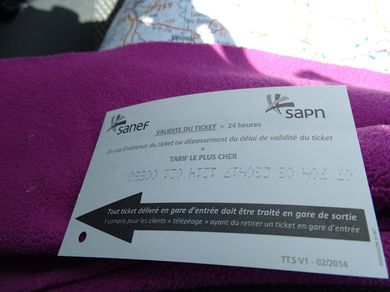 sanef
sapn
VALIDITE DU TICKET = 24 heures
En cas d'absence du ticket ou dépassement du délai de validité du ticket
=
TARIF LE PLUS CHER
Tout ticket délivré en gare d'entrée doit être traité en gare de sortie
Y compris pour les clients « télépéage » ayant du retirer un ticket en gare d'entrée
TT.S V1 - 02/2014